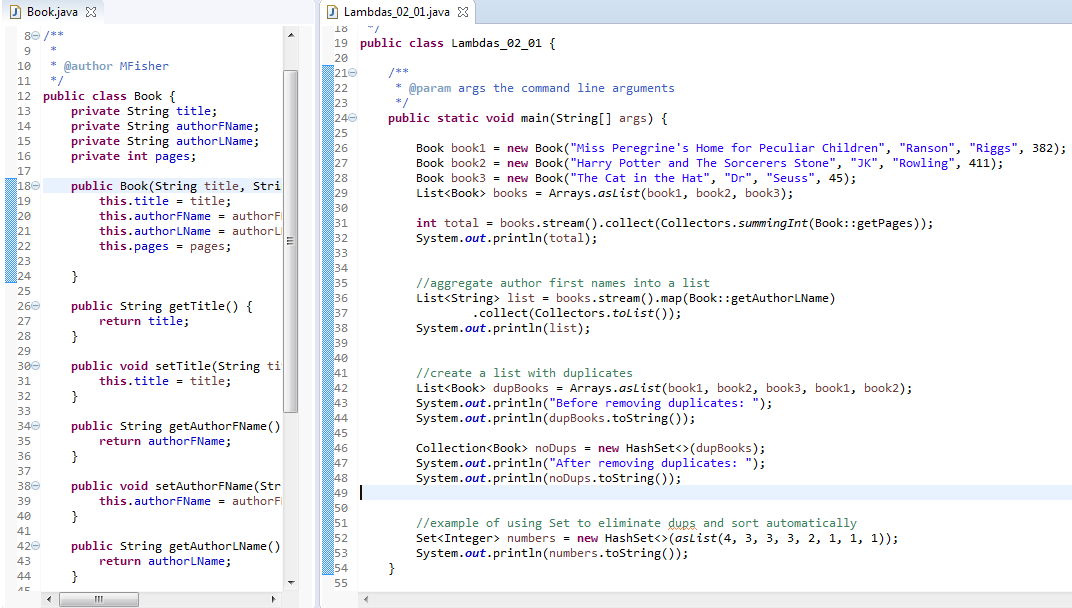 Book.java
8 /**
9 *
10 * @author MFisher
11 */
12 public class Book {
13 private String title;
14 private String authorFName;
15 private String authorLName;
16 private int pages;
17
18 public Book(String title, Stri
19 this.title = title;
20 this.authorFName = authorF
21 this.authorLName = authorL
22 this.pages = pages;
23
24 }
25
26 public String getTitle() {
27 return title;
28 }
29
30 public void setTitle(String ti
31 this.title = title;
32 }
33
34 public String getAuthorFName()
35 return authorFName;
36 }
37
38 public void setAuthorFName(Str
39 this.authorFName = authorF
40 }
41
42 public String getAuthorLName()
43 return authorLName;
44 }
45
Lambdas_02_01.java
18 */
19 public class Lambdas_02_01 {
20
21 /**
22 * @param args the command line arguments
23 */
24 public static void main(String[] args) {
25
26 Book book1 = new Book("Miss Peregrine's Home for Peculiar Children", "Ranson", "Riggs", 382);
27 Book book2 = new Book("Harry Potter and The Sorcerers Stone", "JK", "Rowling", 411);
28 Book book3 = new Book("The Cat in the Hat", "Dr", "Seuss", 45);
29 List<Book> books = Arrays.asList(book1, book2, book3);
30
31 int total = books.stream().collect(Collectors.summingInt(Book::getPages));
32 System.out.println(total);
33
34
35 //aggregate author first names into a list
36 List<String> list = books.stream().map(Book::getAuthorLName)
37 .collect(Collectors.toList());
38 System.out.println(list);
39
40
41 //create a list with duplicates
42 List<Book> dupBooks = Arrays.asList(book1, book2, book3, book1, book2);
43 System.out.println("Before removing duplicates: ");
44 System.out.println(dupBooks.toString());
45
46 Collection<Book> noDups = new HashSet<>(dupBooks);
47 System.out.println("After removing duplicates: ");
48 System.out.println(noDups.toString());
49
50
51 //example of using Set to eliminate dups and sort automatically
52 Set<Integer> numbers = new HashSet<>(asList(4, 3, 3, 3, 2, 1, 1, 1));
53 System.out.println(numbers.toString());
54 }
55